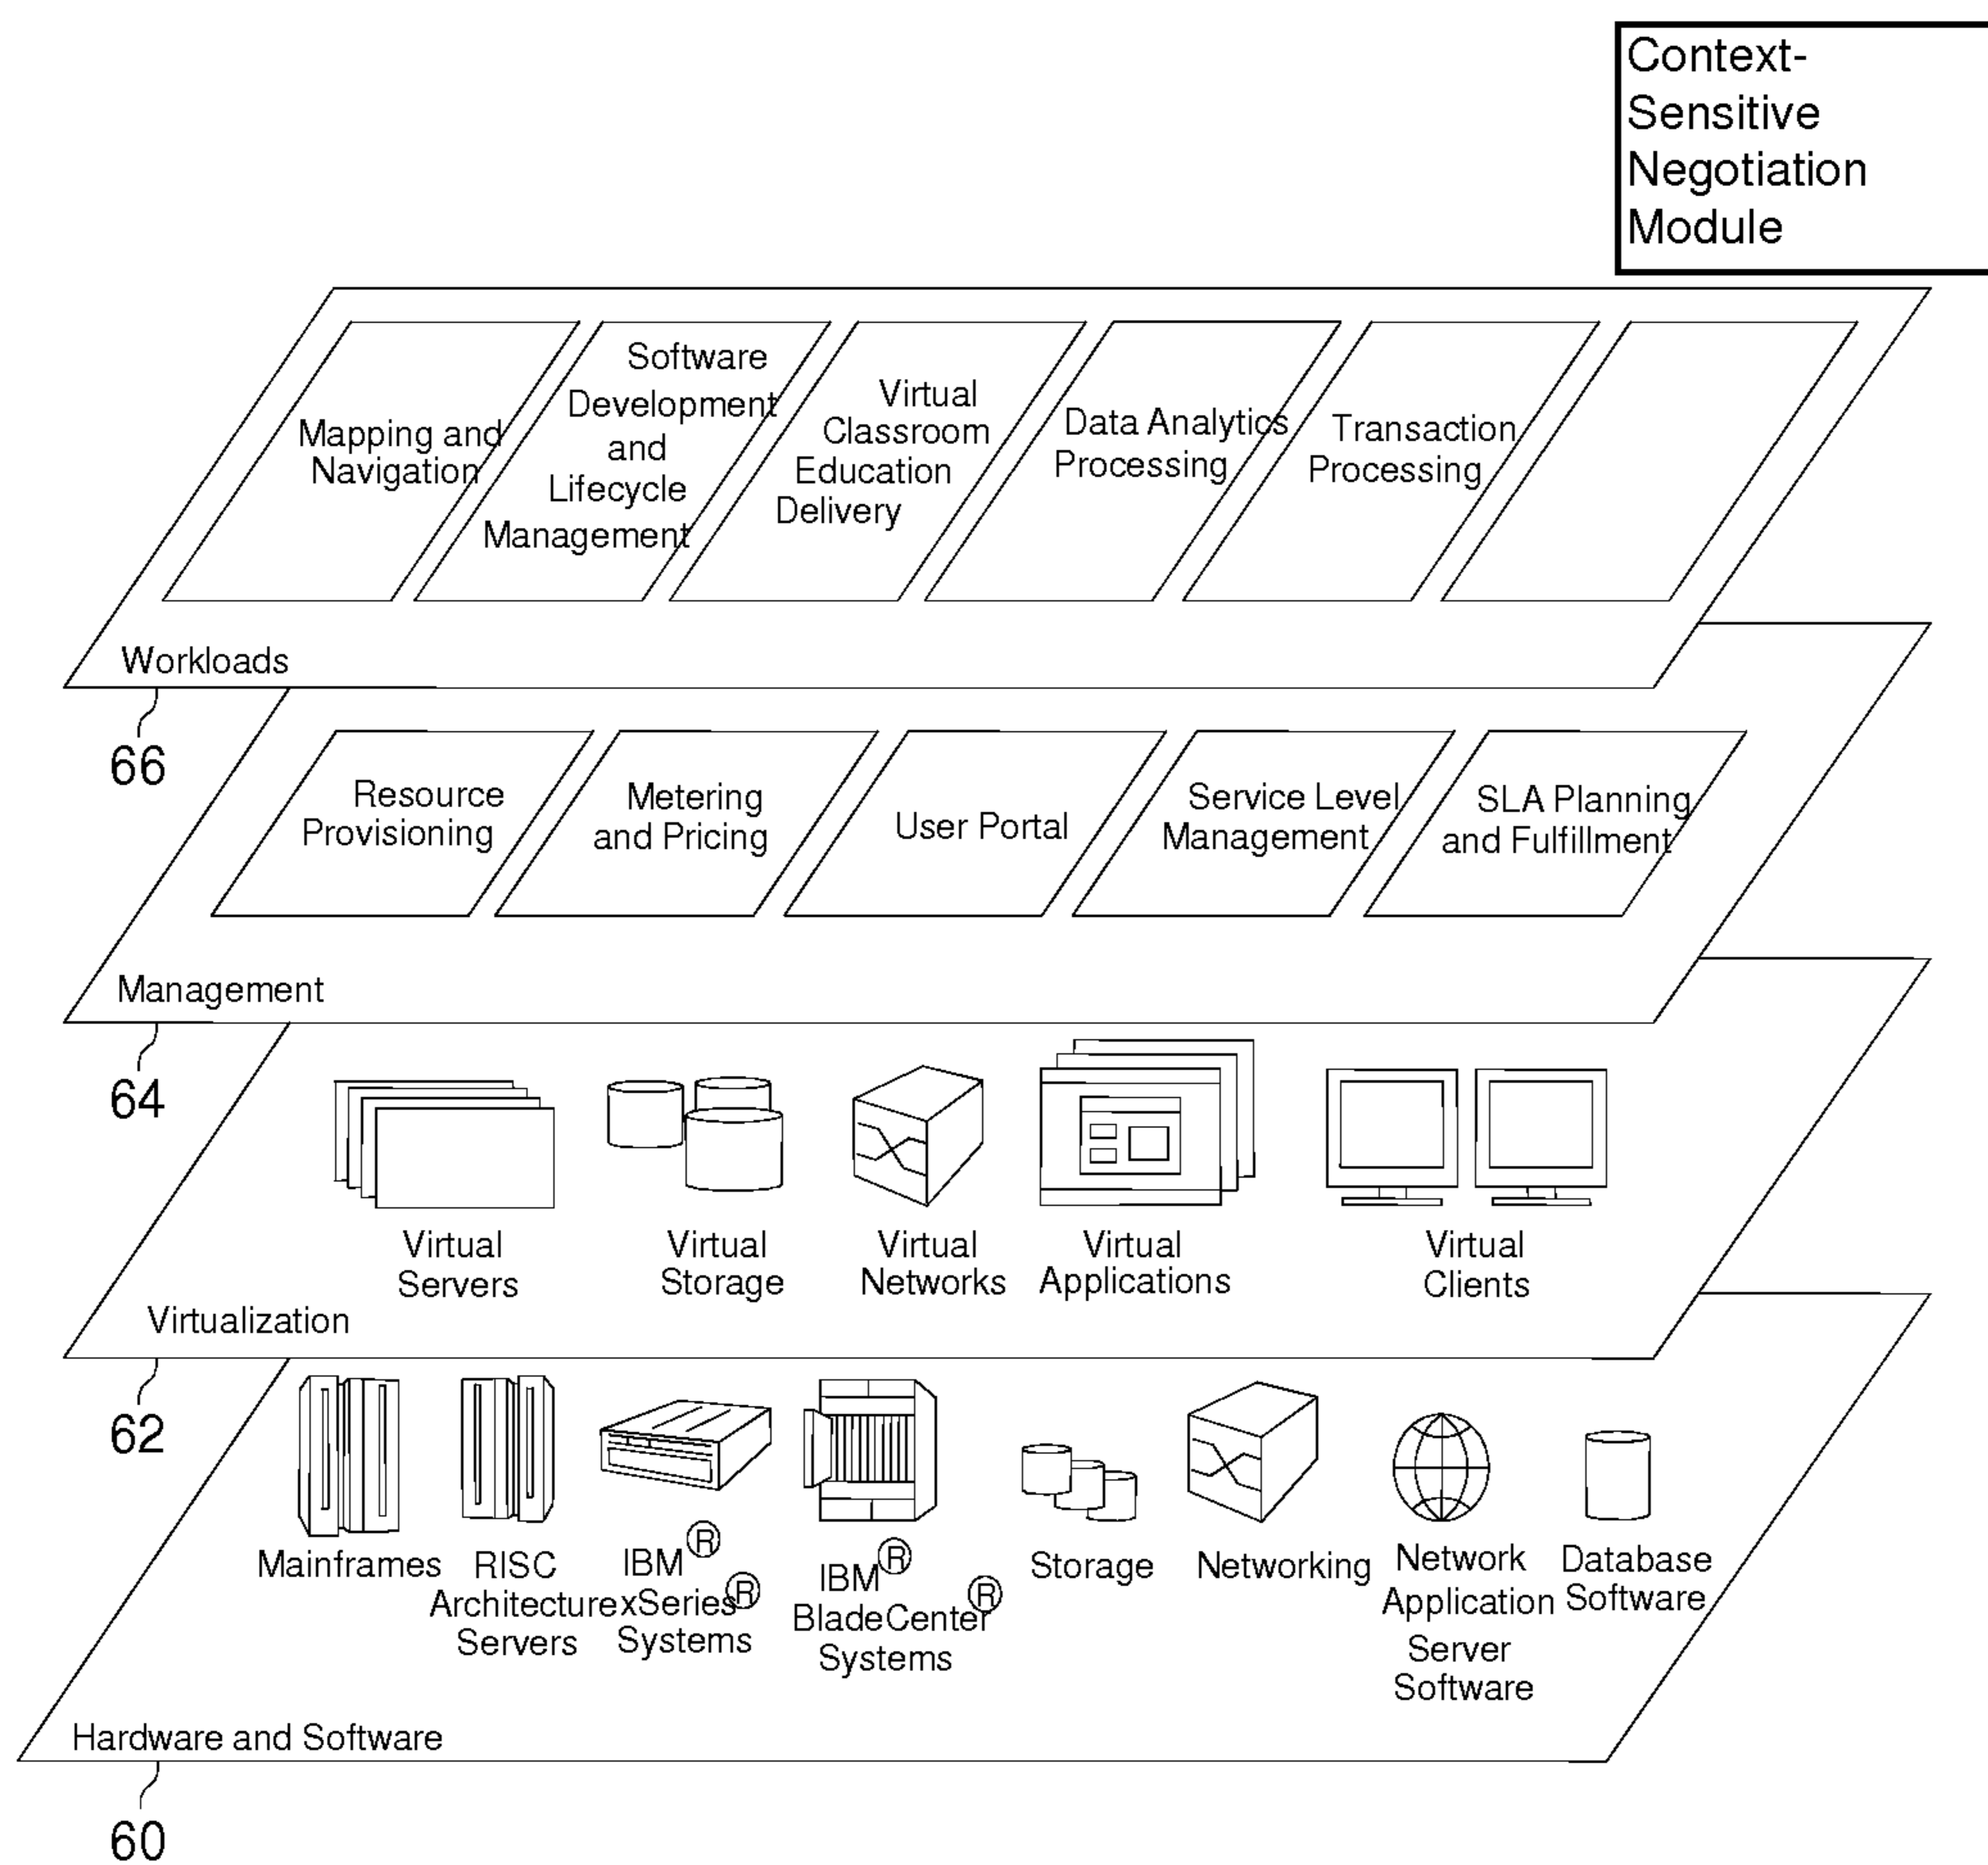 Context-
Sensitive
Negotiation
Module
Mapping and
Navigation
Software
Development
and
Lifecycle
Management
Virtual
Classroom
Education
Delivery
Data Analytics
Processing
Transaction
Processing
Workloads
66
Resource
Provisioning
Metering
and Pricing
User Portal
Service Level
Management
SLA Planning
and Fulfillment
Management
64
Virtual
Servers
Virtual
Storage
Virtual
Networks
Virtual
Applications
Virtual
Clients
Virtualization
62
Mainframes
RISC
Architecture
Servers
IBM®
xSeries®
Systems
IBM®
BladeCenter®
Systems
Storage
Networking
Network
Application
Server
Software
Database
Software
Hardware and Software
60